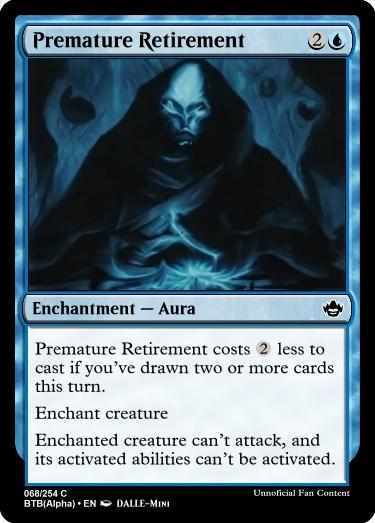 Premature Retirement 2
Enchantment — Aura
Premature Retirement costs 2 less to
cast if you've drawn two or more cards
this turn.
Enchant creature
Enchanted creature can't attack, and
its activated abilities can't be activated.
068/254 C
BTB(Alpha) • EN DALLE-Mini
Unnofficial Fan Content